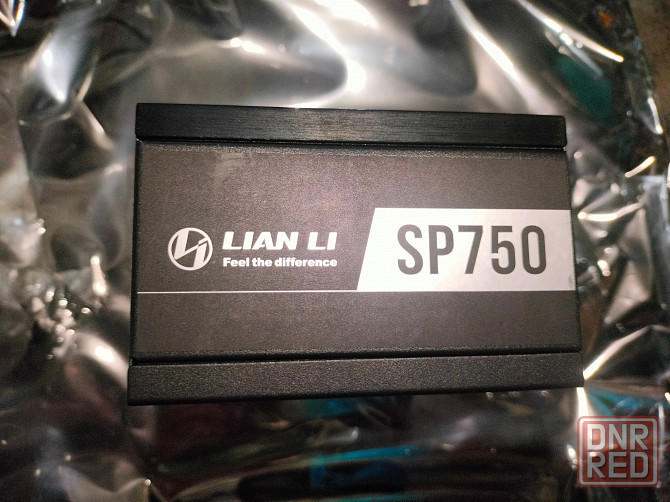 LIAN LI
Feel the difference
SP750
DNR
RED